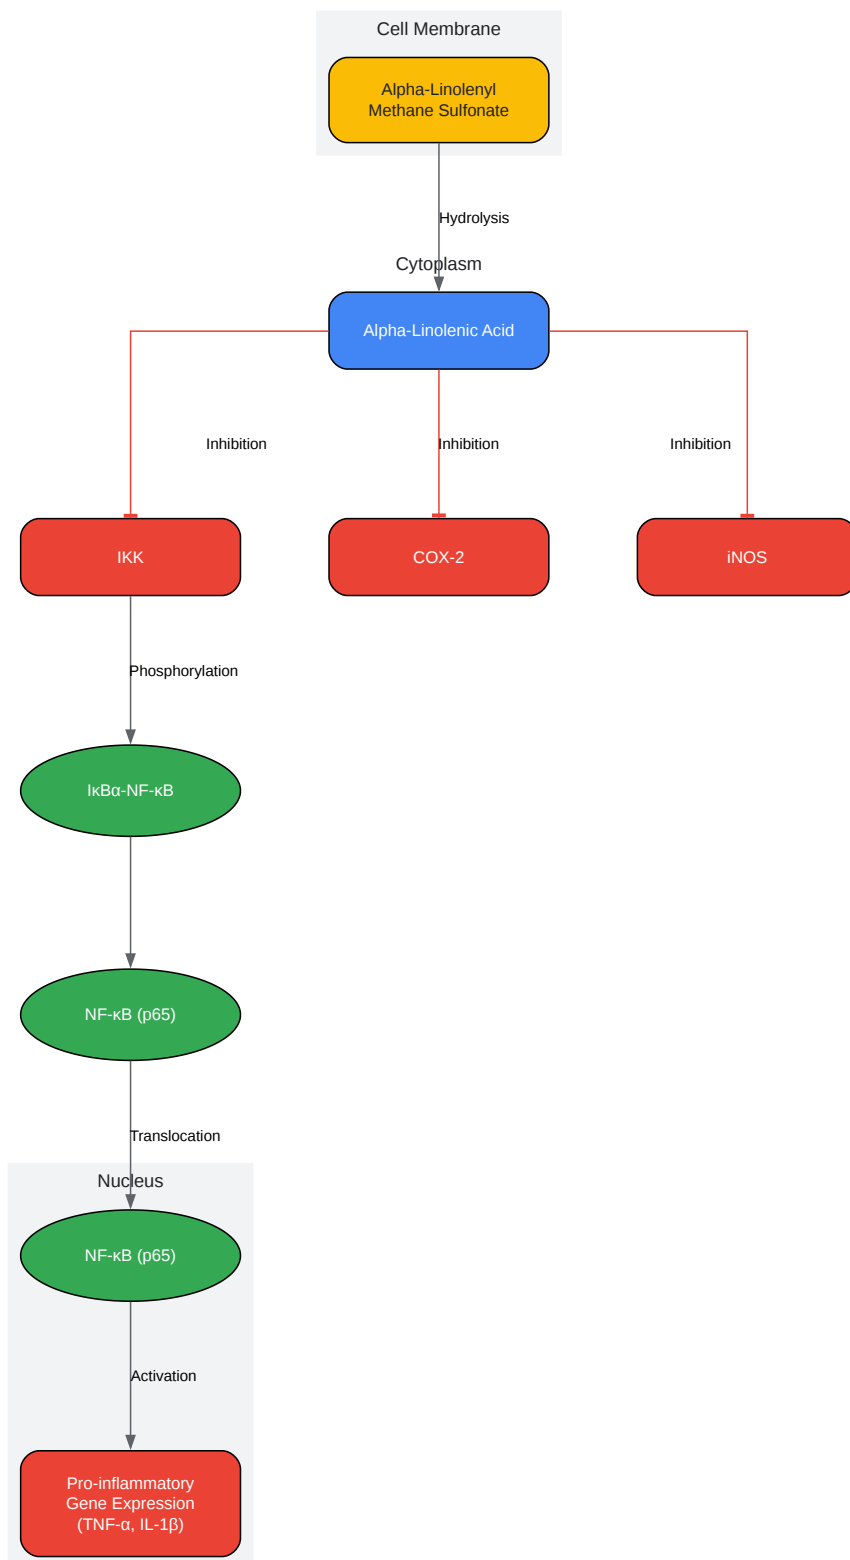 Cell Membrane
Alpha-Linolenyl
Methane Sulfonate
Hydrolysis
Cytoplasm
Alpha-Linolenic Acid
Inhibition
Inhibition
Inhibition
IKK
COX-2
iNOS
Phosphorylation
IκBα-NF-κB
NF-κB (p65)
Translocation
Nucleus
NF-κB (p65)
Activation
Pro-inflammatory
Gene Expression
(TNF-α, IL-1β)